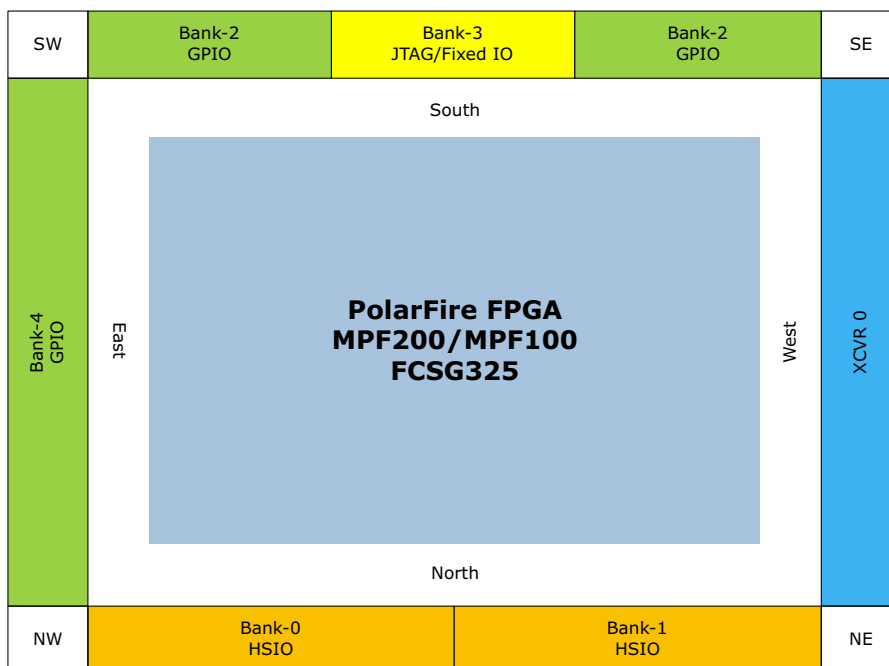 SW
Bank-2
GPIO
Bank-3
JTAG/Fixed IO
Bank-2
GPIO
SE
South
Bank-4
GPIO
East
PolarFire FPGA
MPF200/MPF100
FCSG325
West
XCVR 0
North
NW
Bank-0
HSIO
Bank-1
HSIO
NE